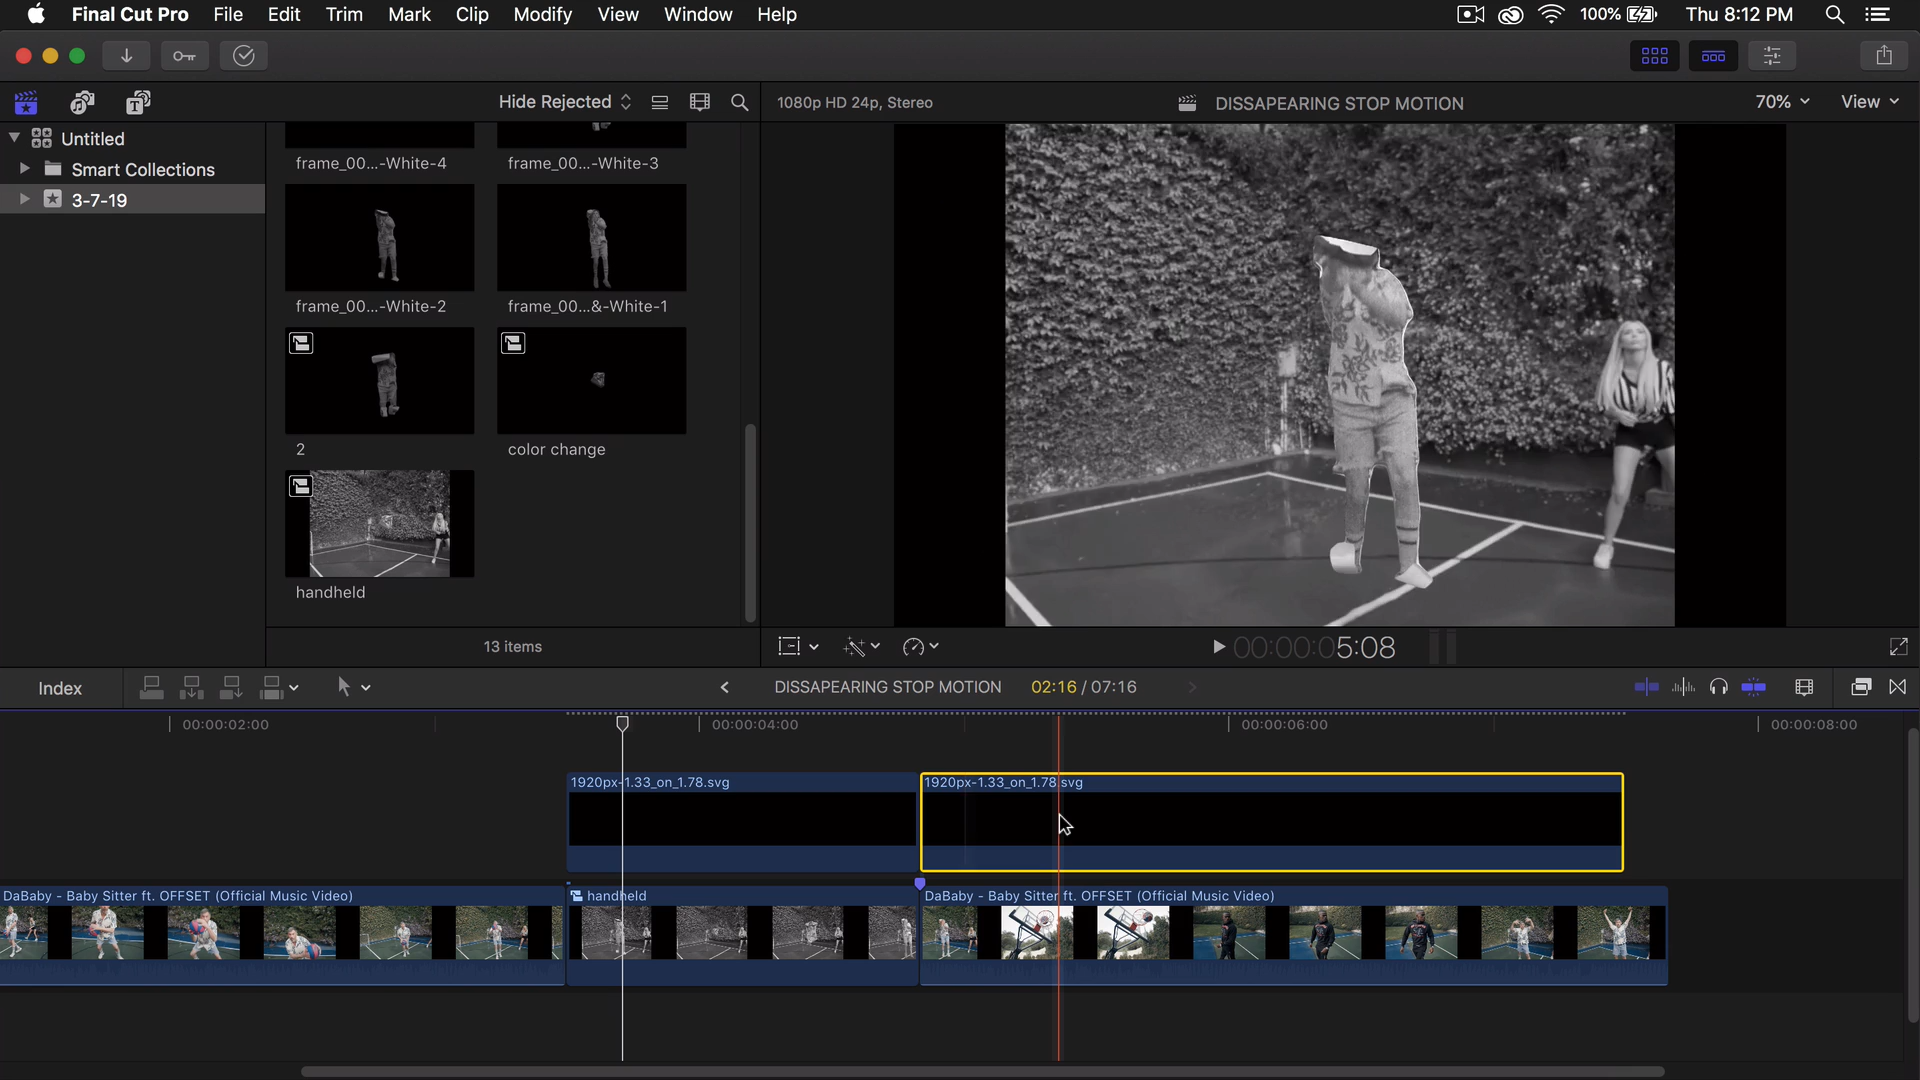 Final Cut Pro File Edit Trim Mark Clip Modify View Window Help 100% Thu 8:12 PM
Hide Rejected 1080p HD 24p, Stereo DISSAPEARING STOP MOTION 70% View
Untitled
Smart Collections
3-7-19
frame_00...-White-4 frame_00...-White-3
frame_00...-White-2 frame_00...&-White-1
2 color change
handheld
13 items
00:00:05:08
Index DISSAPEARING STOP MOTION 02:16 / 07:16
00:00:02:00 00:00:04:00 00:00:06:00 00:00:08:00
1920px-1.33_on_1.78.svg 1920px-1.33_on_1.78.svg
DaBaby - Baby Sitter ft. OFFSET (Official Music Video) handheld DaBaby - Baby Sitter ft. OFFSET (Official Music Video)